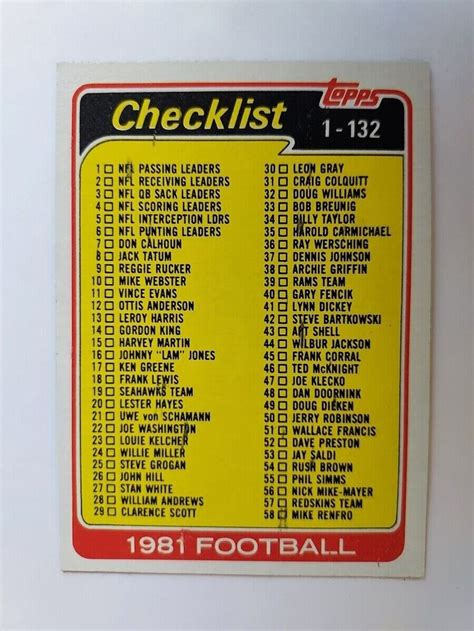 topps
Checklist
1 - 132
1 □ NFL PASSING LEADERS
2 □ NFL RECEIVING LEADERS
3 □ NFL QB SACK LEADERS
4 □ NFL SCORING LEADERS
5 □ NFL INTERCEPTION LDRS
6 □ NFL PUNTING LEADERS
7 □ DON CALHOUN
8 □ JACK TATUM
9 □ REGGIE RUCKER
10 □ MIKE WEBSTER
11 □ VINCE EVANS
12 □ OTTIS ANDERSON
13 □ LEROY HARRIS
14 □ GORDON KING
15 □ HARVEY MARTIN
16 □ JOHNNY "LAM" JONES
17 □ KEN GREENE
18 □ FRANK LEWIS
19 □ SEAHAWKS TEAM
20 □ LESTER HAYES
21 □ UWE von SCHAMANN
22 □ JOE WASHINGTON
23 □ LOUIE KELCHER
24 □ WILLIE MILLER
25 □ STEVE GROGAN
26 □ JOHN HILL
27 □ STAN WHITE
28 □ WILLIAM ANDREWS
29 □ CLARENCE SCOTT
30 □ LEON GRAY
31 □ CRAIG COLQUITT
32 □ DOUG WILLIAMS
33 □ BOB BREUNIG
34 □ BILLY TAYLOR
35 □ HAROLD CARMICHAEL
36 □ RAY WERSCHING
37 □ DENNIS JOHNSON
38 □ ARCHIE GRIFFIN
39 □ RAMS TEAM
40 □ GARY FENCIK
41 □ LYNN DICKEY
42 □ STEVE BARTKOWSKI
43 □ ART SHELL
44 □ WILBUR JACKSON
45 □ FRANK CORRAL
46 □ TED McKNIGHT
47 □ JOE KLECKO
48 □ DAN DOORNINK
49 □ DOUG DIEKEN
50 □ JERRY ROBINSON
51 □ WALLACE FRANCIS
52 □ DAVE PRESTON
53 □ JAY SALDI
54 □ RUSH BROWN
55 □ PHIL SIMMS
56 □ NICK MIKE-MAYER
57 □ REDSKINS TEAM
58 □ MIKE RENFRO
1981 FOOTBALL